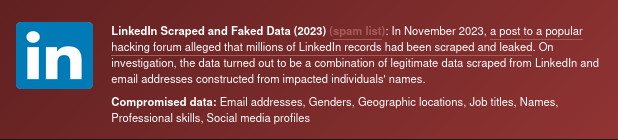 in
LinkedIn Scraped and Faked Data (2023) (spam list): In November 2023, a post to a popular
hacking forum alleged that millions of LinkedIn records had been scraped and leaked. On
investigation, the data turned out to be a combination of legitimate data scraped from LinkedIn and
email addresses constructed from impacted individuals' names.
Compromised data: Email addresses, Genders, Geographic locations, Job titles, Names,
Professional skills, Social media profiles